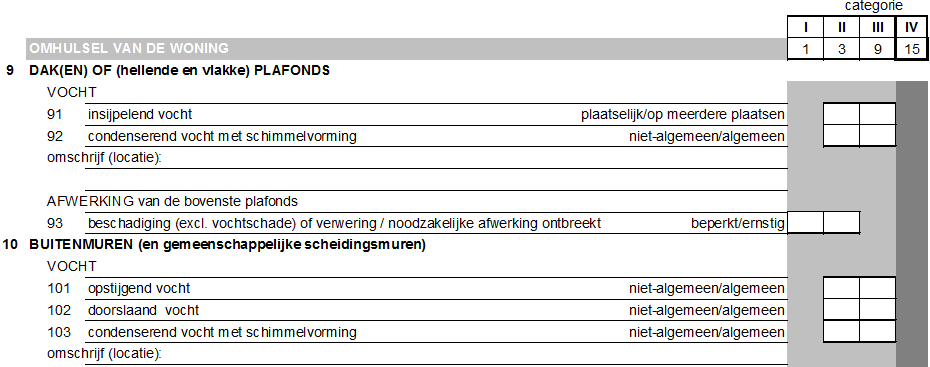 categorie
I II III IV
OMHULSEL VAN DE WONING 1 3 9 15
9 DAK(EN) OF (hellende en vlakke) PLAFONDS
VOCHT
91 insijpelend vocht plaatselijk/op meerdere plaatsen
92 condenserend vocht met schimmelvorming niet-algemeen/algemeen
omschrijf (locatie):
AFWERKING van de bovenste plafonds
93 beschadiging (excl. vochtschade) of verwering / noodzakelijke afwerking ontbreekt beperkt/ernstig
10 BUITENMUREN (en gemeenschappelijke scheidingsmuren)
VOCHT
101 opstijgend vocht niet-algemeen/algemeen
102 doorslaand vocht niet-algemeen/algemeen
103 condenserend vocht met schimmelvorming niet-algemeen/algemeen
omschrijf (locatie):